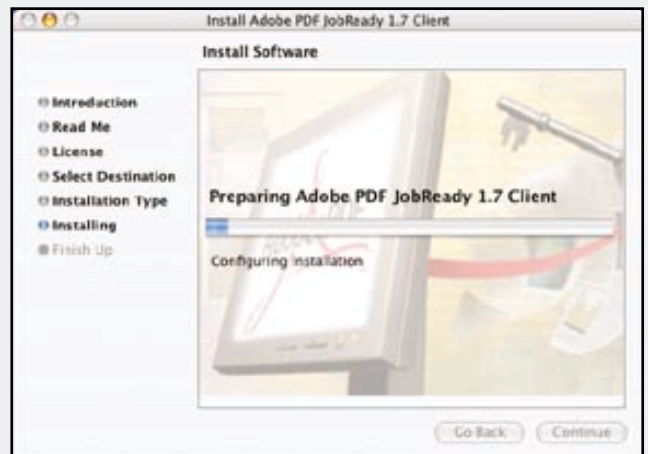 Install Adobe PDF JobReady 1.7 Client
Install Software
Introduction
Read Me
License
Select Destination
Installation Type
Installing
Finish Up
Preparing Adobe PDF JobReady 1.7 Client
Configuring installation
Go Back
Continue